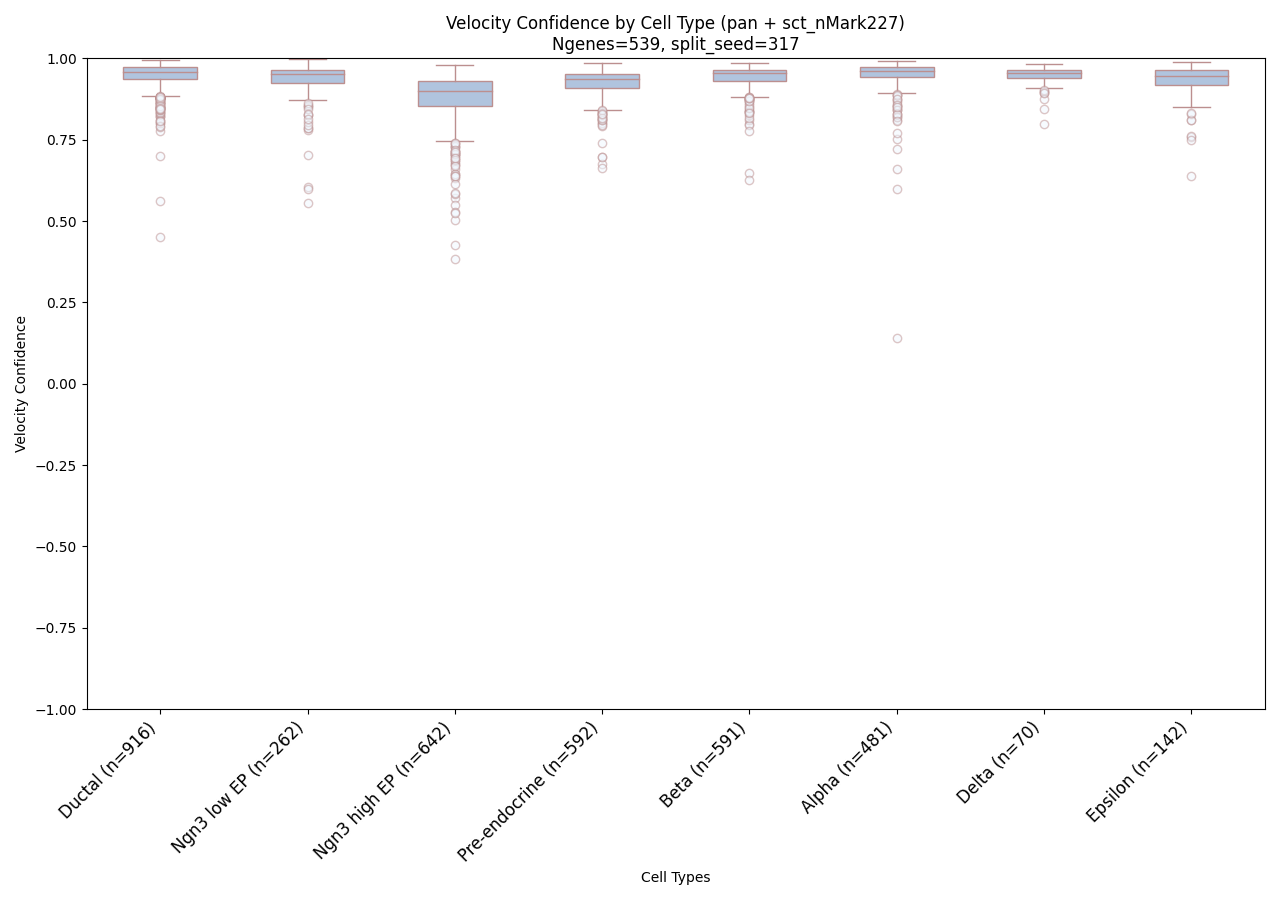 Velocity Confidence by Cell Type (pan + sct_nMark227)
Ngenes=539, split_seed=317
1.00
0.75
0.50
0.25
0.00
−0.25
−0.50
−0.75
−1.00
Velocity Confidence
Ductal (n=916)
Ngn3 low EP (n=262)
Ngn3 high EP (n=642)
Pre-endocrine (n=592)
Beta (n=591)
Alpha (n=481)
Delta (n=70)
Epsilon (n=142)
Cell Types